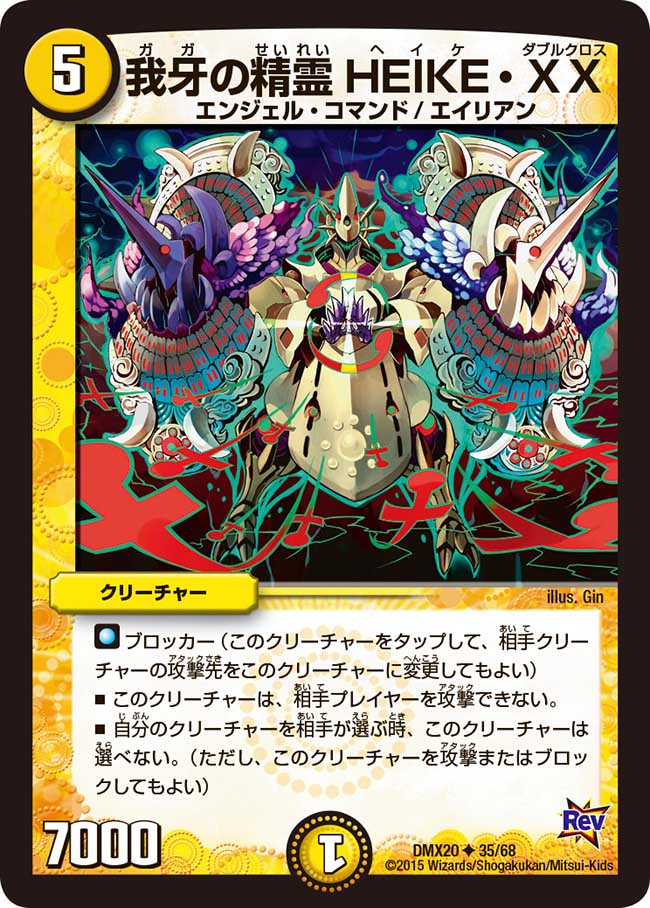 5
我牙の精霊 HEIKE・XX
ガガ せいれい ヘイケ ダブルクロス
エンジェル・コマンド / エイリアン
クリーチャー
illus. Gin
ブロッカー（このクリーチャーをタップして、相手クリー
チャーの攻撃先をこのクリーチャーに変更してもよい）
■ このクリーチャーは、相手プレイヤーを攻撃できない。
■ 自分のクリーチャーを相手が選ぶ時、このクリーチャーは
選べない。（ただし、このクリーチャーを攻撃またはブロッ
クしてもよい）
Rev
7000
1
DMX20 ✦ 35/68
©2015 Wizards/Shogakukan/Mitsui-Kids